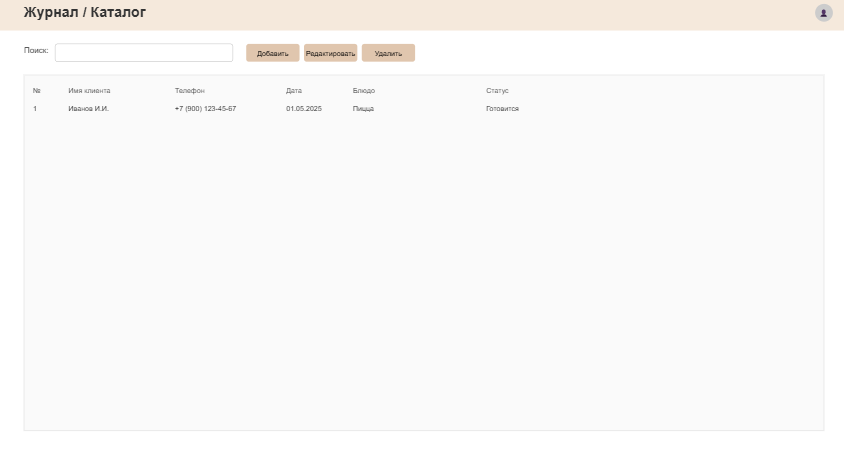 Журнал / Каталог
Поиск: Добавить Редактировать Удалить
№ Имя клиента Телефон Дата Блюдо Статус
1 Иванов И.И. +7 (900) 123-45-67 01.05.2025 Пицца Готовится